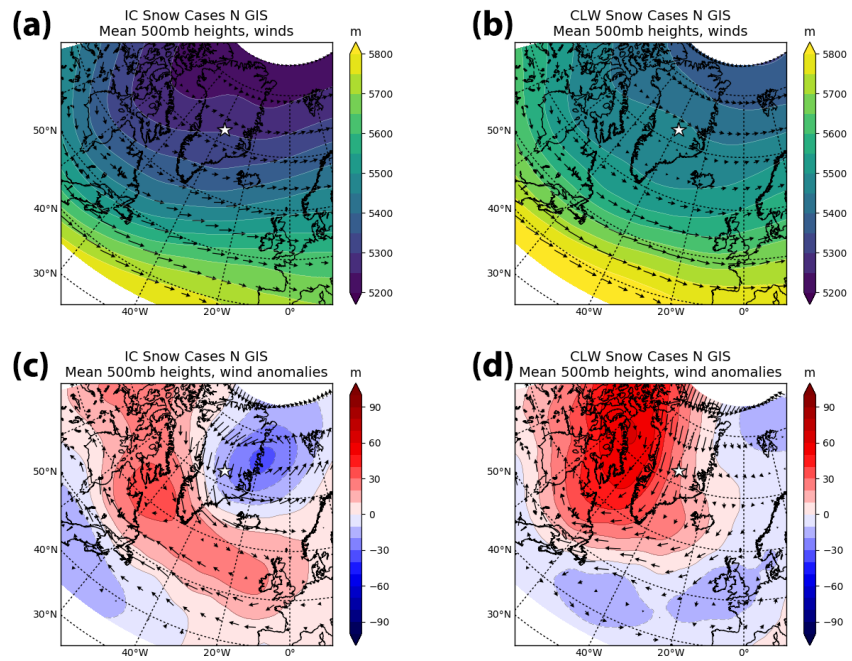 (a)
IC Snow Cases N GIS
Mean 500mb heights, winds
m
5800
5700
5600
5500
5400
5300
5200
50°N
40°N
30°N
40°W 20°W 0°
(b)
CLW Snow Cases N GIS
Mean 500mb heights, winds
m
5800
5700
5600
5500
5400
5300
5200
50°N
40°N
30°N
40°W 20°W 0°
(c)
IC Snow Cases N GIS
Mean 500mb heights, wind anomalies
m
90
60
30
0
−30
−60
−90
50°N
40°N
30°N
40°W 20°W 0°
(d)
CLW Snow Cases N GIS
Mean 500mb heights, wind anomalies
m
90
60
30
0
−30
−60
−90
50°N
40°N
30°N
40°W 20°W 0°